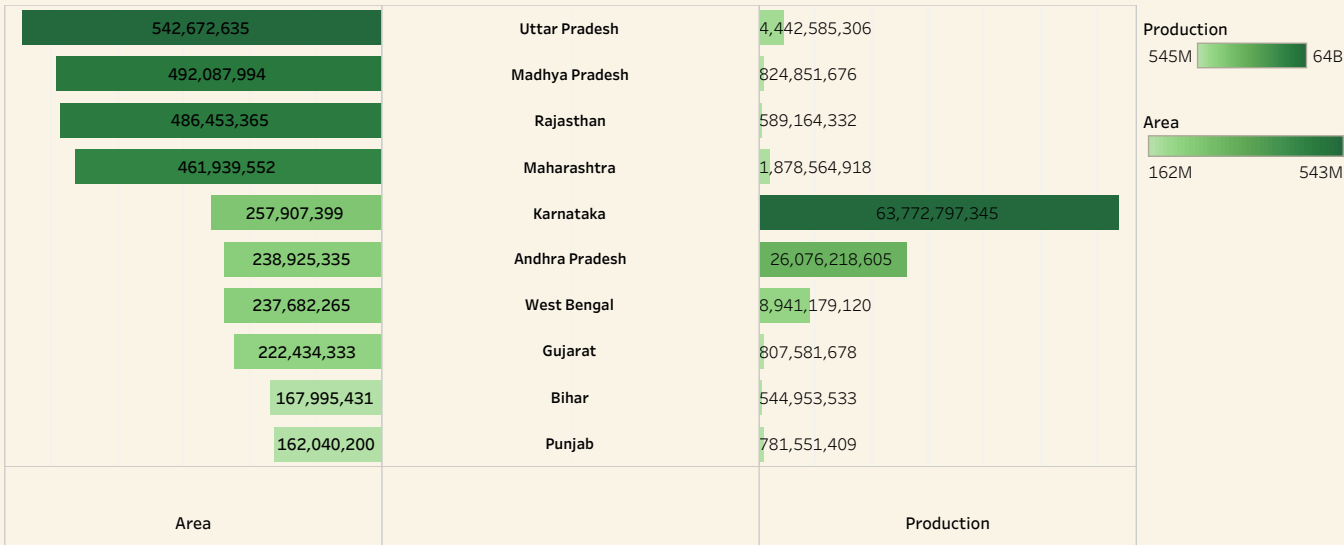 542,672,635 Uttar Pradesh 4,442,585,306
492,087,994 Madhya Pradesh 824,851,676
486,453,365 Rajasthan 589,164,332
461,939,552 Maharashtra 1,878,564,918
257,907,399 Karnataka 63,772,797,345
238,925,335 Andhra Pradesh 26,076,218,605
237,682,265 West Bengal 8,941,179,120
222,434,333 Gujarat 807,581,678
167,995,431 Bihar 544,953,533
162,040,200 Punjab 781,551,409
Area Production
Production
545M 64B
Area
162M 543M